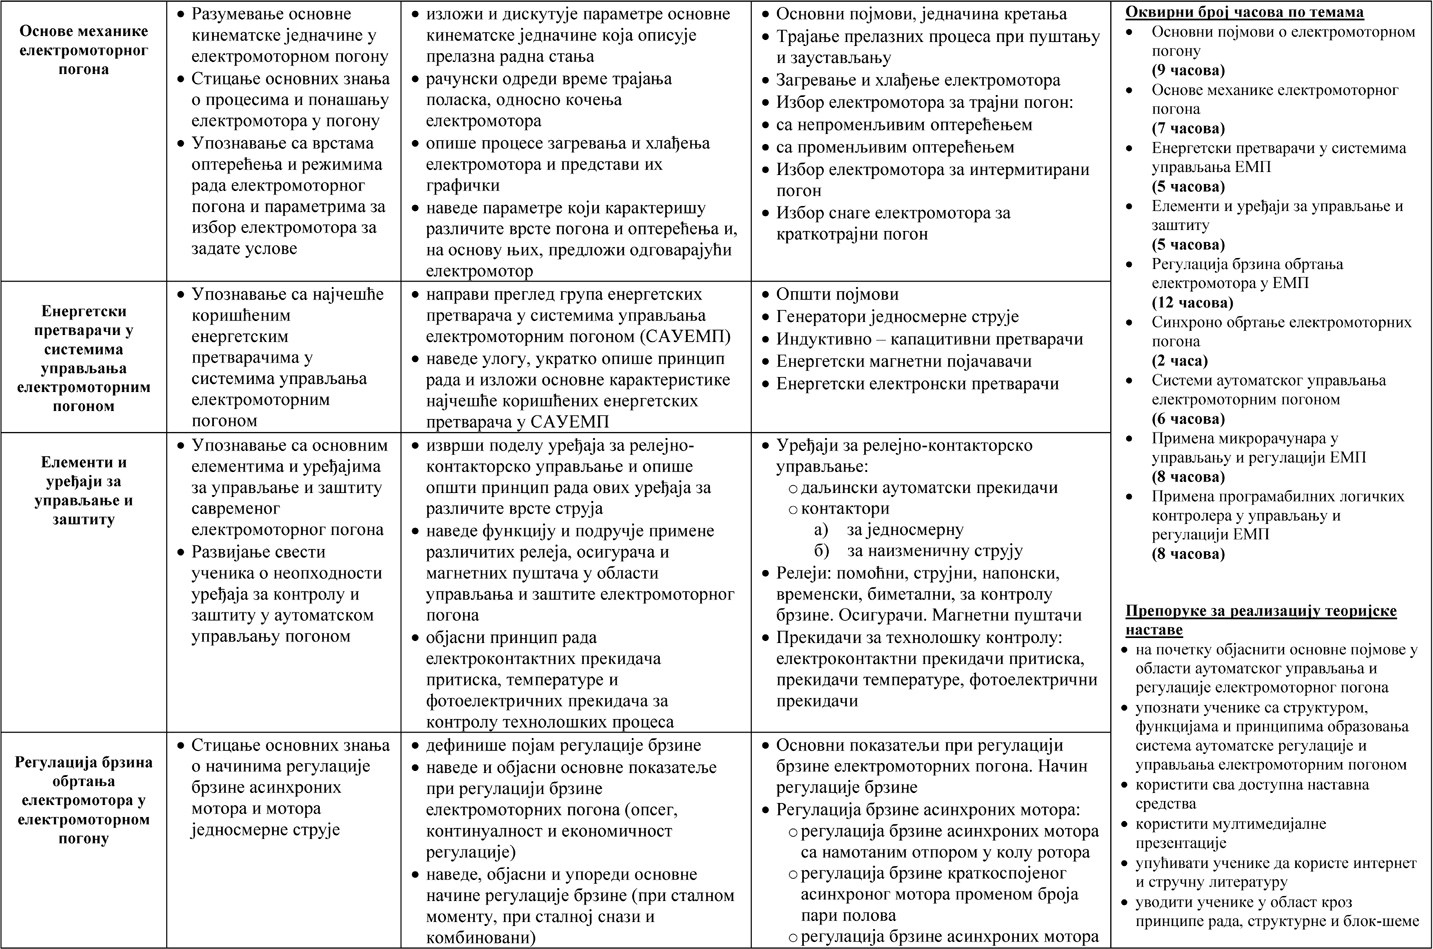 Основе механике
електромоторног
погона
• Разумевање основне
кинематске једначине у
електромоторном погону
• Стицање основних знања
о процесима и понашању
електромотора у погону
• Упознавање са врстама
оптерећења и режимима
рада електромоторног
погона и параметрима за
избор електромотора за
задате услове
• изложи и дискутује параметре основне
кинематске једначине која описује
прелазна радна стања
• рачунски одреди време трајања
поласка, односно кочења
електромотора
• опише процесе загревања и хлађења
електромотора и представи их
графички
• наведе параметре који карактеришу
различите врсте погона и оптерећења и,
на основу њих, предложи одговарајући
електромотор
• Основни појмови, једначина кретања
• Трајање прелазних процеса при пуштању
и заустављању
• Загревање и хлађење електромотора
• Избор електромотора за трајни погон:
• са непроменљивим оптерећењем
• са променљивим оптерећењем
• Избор електромотора за интермитирани
погон
• Избор снаге електромотора за
краткотрајни погон
Енергетски
претварачи у
системима
управљања
електромоторним
погоном
• Упознавање са најчешће
коришћеним
енергетским
претварачима у
системима управљања
електромоторним
погоном
• направи преглед група енергетских
претварача у системима управљања
електромоторним погоном (САУЕМП)
• наведе улогу, укратко опише принцип
рада и изложи основне карактеристике
најчешће коришћених енергетских
претварача у САУЕМП
• Општи појмови
• Генератори једносмерне струје
• Индуктивно – капацитивни претварачи
• Енергетски магнетни појачавачи
• Енергетски електронски претварачи
Елементи и
уређаји за
управљање и
заштиту
• Упознавање са основним
елементима и уређајима
за управљање и заштиту
савременог
електромоторног погона
• Развијање свести
ученика о неопходности
уређаја за контролу и
заштиту у аутоматском
управљању погоном
• изврши поделу уређаја за релејно-
контакторско управљање и опише
општи принцип рада ових уређаја за
различите врсте струја
• наведе функцију и подручје примене
различитих релеја, осигурача и
магнетних пуштача у области
управљања и заштите електромоторног
погона
• објасни принцип рада
електроконтактних прекидача
притиска, температуре и
фотоелектричних прекидача за
контролу технолошких процеса
• Уређаји за релејно-контакторско
управљање:
o даљински аутоматски прекидачи
o контактори
а) за једносмерну
б) за наизменичну струју
• Релеји: помоћни, струјни, напонски,
временски, биметални, за контролу
брзине. Осигурачи. Магнетни пуштачи
• Прекидачи за технолошку контролу:
електроконтактни прекидачи притиска,
прекидачи температуре, фотоелектрични
прекидачи
Регулација брзина
обртања
електромотора у
електромоторном
погону
• Стицање основних знања
о начинима регулације
брзине асинхроних
мотора и мотора
једносмерне струје
• дефинише појам регулације брзине
• наведе и објасни основне показатеље
при регулацији брзине
електромоторних погона (опсег,
континуалност и економичност
регулације)
• наведе, објасни и упореди основне
начине регулације брзине (при сталном
моменту, при сталној снази и
комбиновани)
• Основни показатељи при регулацији
брзине електромоторних погона. Начин
регулације брзине
• Регулација брзине асинхроних мотора:
o регулација брзине асинхроних мотора
са намотаним отпором у колу ротора
o регулација брзине краткоспојеног
асинхроног мотора променом броја
пари полова
o регулација брзине асинхроних мотора
Оквирни број часова по темама
• Основни појмови о електромоторном
погону
(9 часова)
• Основе механике електромоторног
погона
(7 часова)
• Енергетски претварачи у системима
управљања ЕМП
(5 часова)
• Елементи и уређаји за управљање и
заштиту
(5 часова)
• Регулација брзина обртања
електромотора у ЕМП
(12 часова)
• Синхроно обртање електромоторних
погона
(2 часа)
• Системи аутоматског управљања
електромоторним погоном
(6 часова)
• Примена микрорачунара у
управљању и регулацији ЕМП
(8 часова)
• Примена програмабилних логичких
контролера у управљању и
регулацији ЕМП
(8 часова)
Препоруке за реализацију теоријске
наставе
• на почетку објаснити основне појмове у
области аутоматског управљања и
регулације електромоторног погона
• упознати ученике са структуром,
функцијама и принципима образовања
система аутоматске регулације и
управљања електромоторним погоном
• користити сва доступна наставна
средства
• користити мултимедијалне
презентације
• упућивати ученике да користе интернет
и стручну литературу
• уводити ученике у област кроз
принципе рада, структурне и блок-шеме